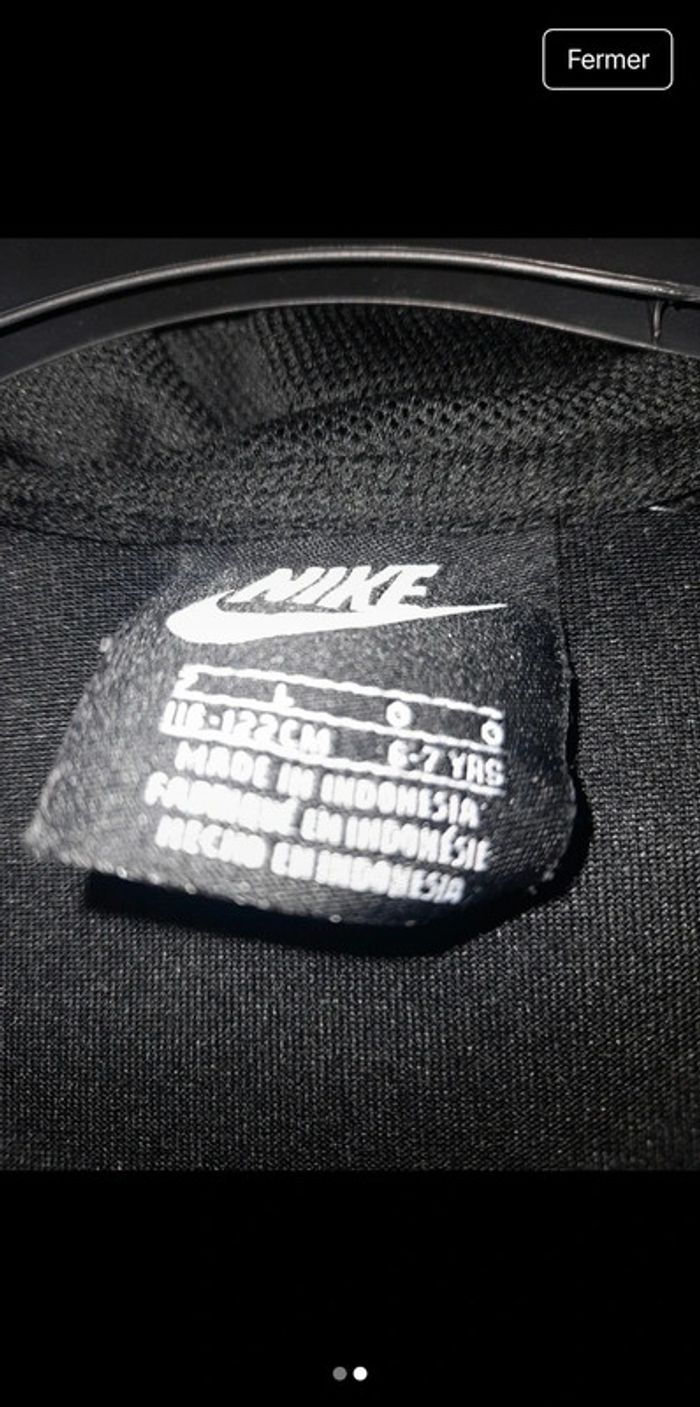 Fermer
NIKE
L
116-122CM 6-7 YRS
MADE IN INDONESIA
FABRIQUÉ EN INDONÉSIE
HECHO EN INDONESIA